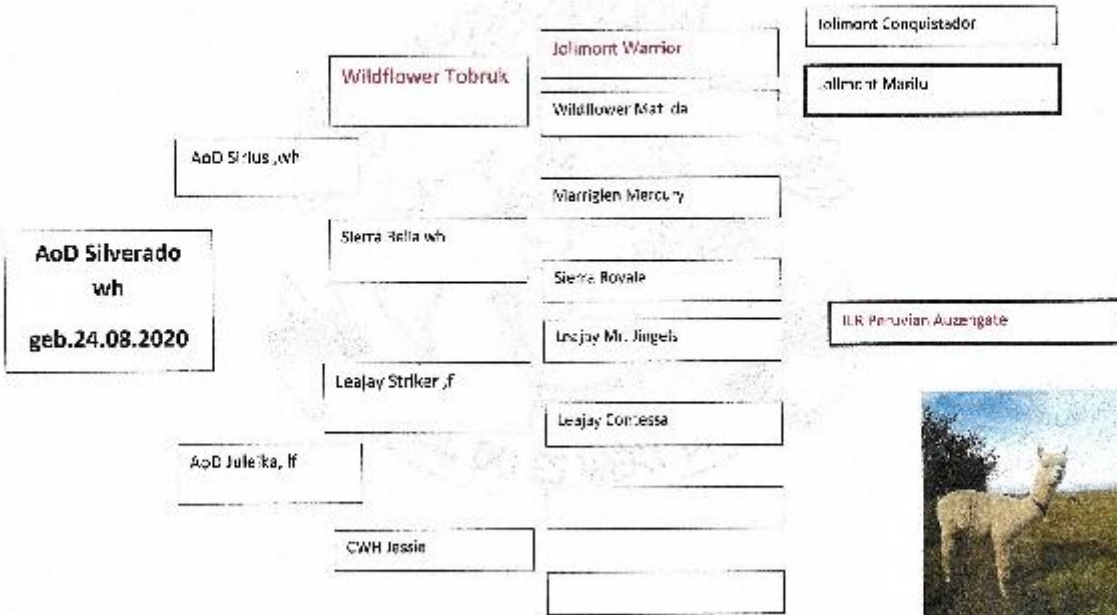 AoD Silverado
wh
geb.24.08.2020
AoD Sirius ,wh
AoD Juleika, lf
Wildflower Tobruk
Sierra Bella wh
Leajay Striker ,f
CWH Jessie
Jolimont Warrior
Wildflower Matilda
Marriglen Mercury
Sierra Royale
Leajay Mr. Jingels
Leajay Contessa
Jolimont Conquistador
Jolimont Marilu
ILR Peruvian Auzengate